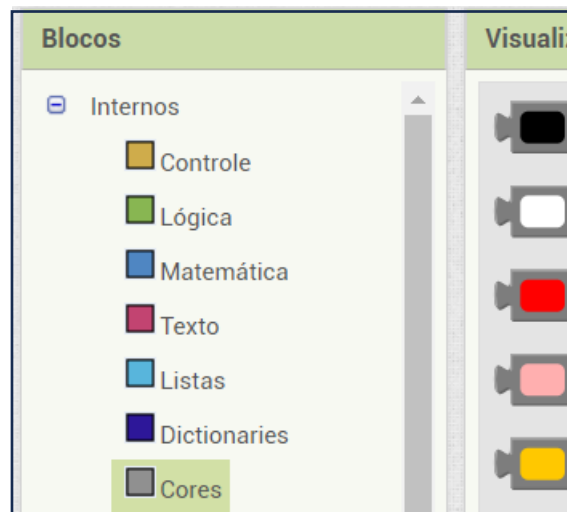 Blocos
Visuali
Internos
Controle
Lógica
Matemática
Texto
Listas
Dictionaries
Cores